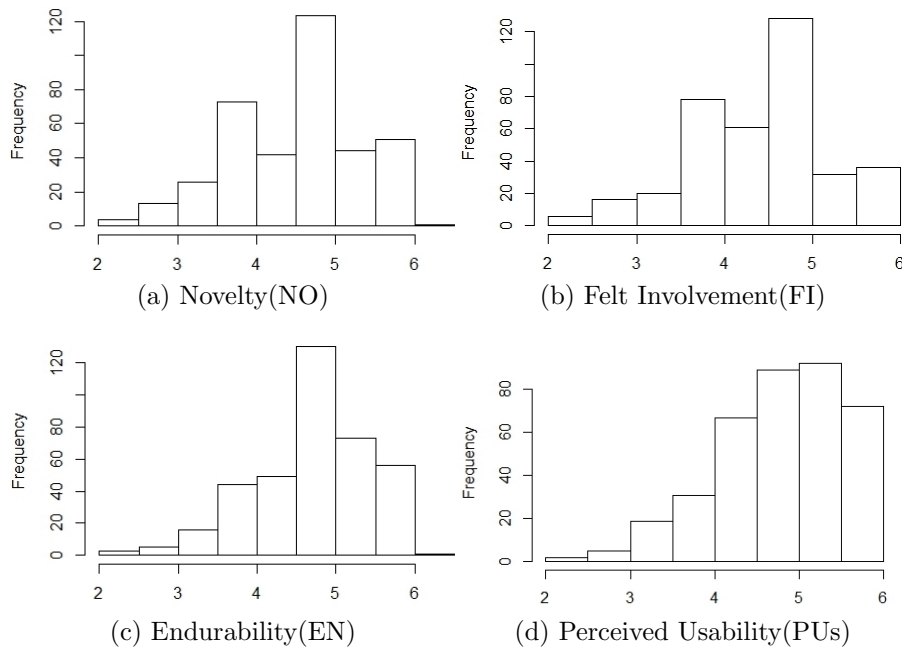 Frequency
0 20 40 80 120
2 3 4 5 6
(a) Novelty(NO)
Frequency
0 20 40 80 120
2 3 4 5 6
(b) Felt Involvement(FI)
Frequency
0 20 40 60 80 120
2 3 4 5 6
(c) Endurability(EN)
Frequency
0 20 40 60 80
2 3 4 5 6
(d) Perceived Usability(PUs)